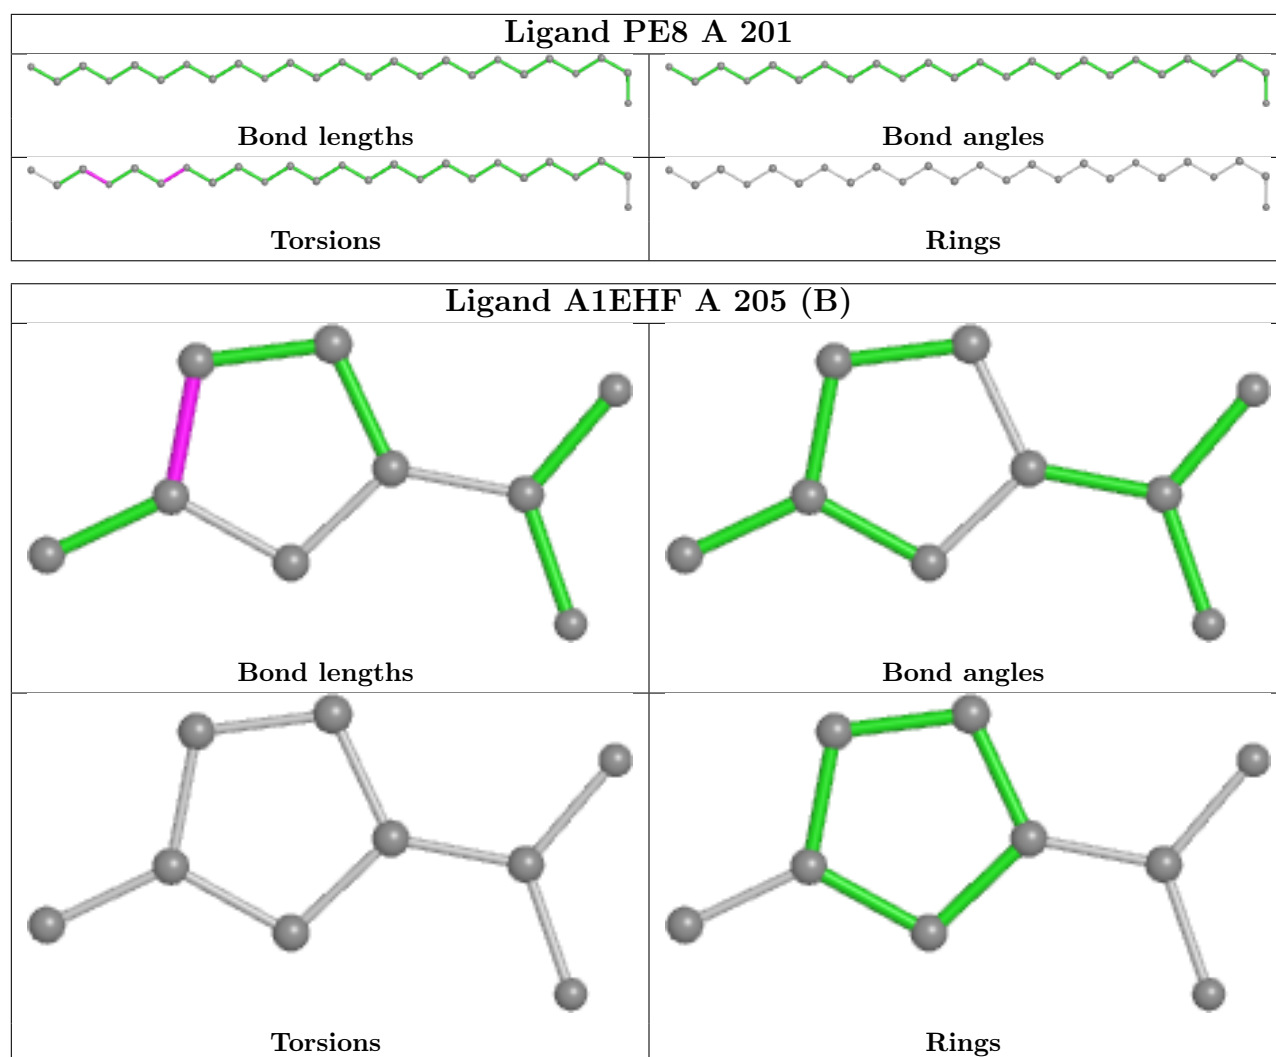 Ligand PE8 A 201
Bond lengths
Bond angles
Torsions
Rings
Ligand A1EHF A 205 (B)
Bond lengths
Bond angles
Torsions
Rings